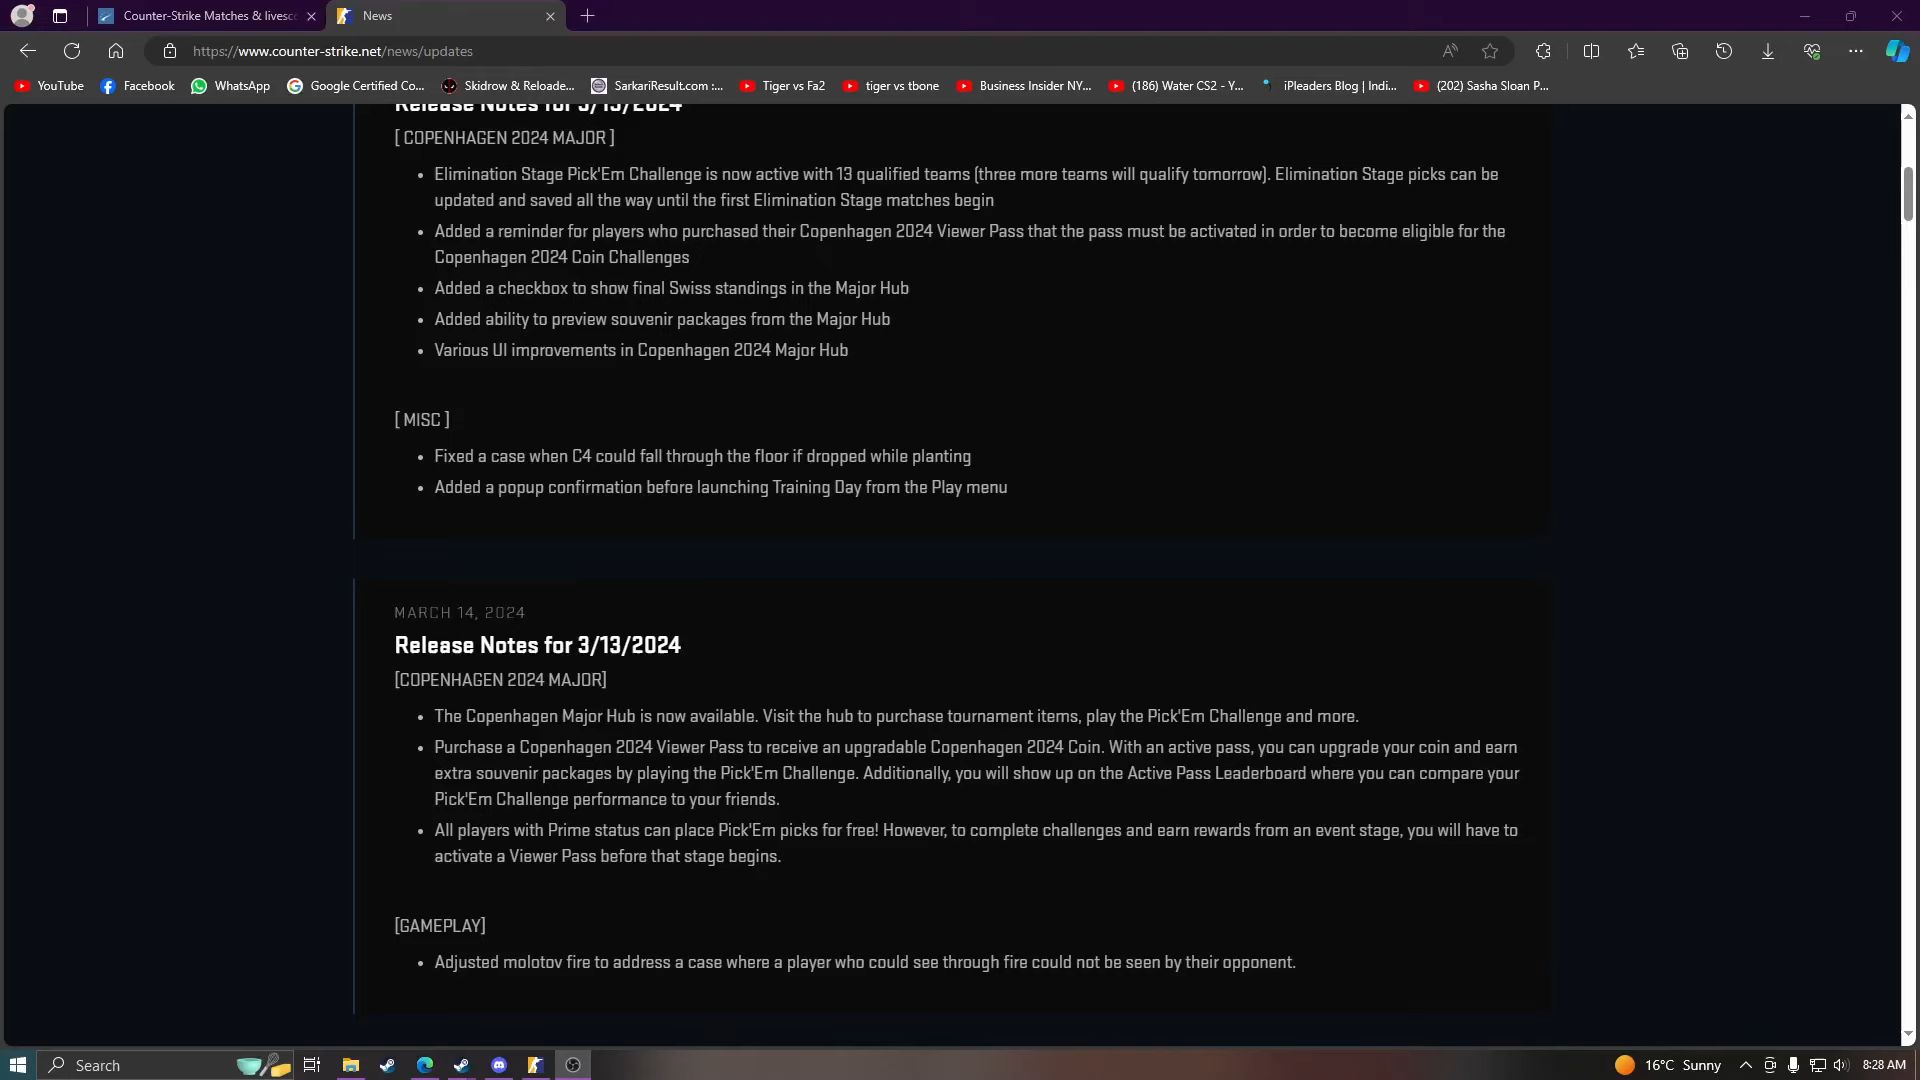 Counter-Strike Matches & livesc
News
https://www.counter-strike.net/news/updates
YouTube
Facebook
WhatsApp
Google Certified Co...
Skidrow & Reloade...
SarkariResult.com :...
Tiger vs Fa2
tiger vs tbone
Business Insider NY...
(186) Water CS2 - Y...
iPleaders Blog | Indi...
(202) Sasha Sloan P...
Release Notes for 3/15/2024
[ COPENHAGEN 2024 MAJOR ]
• Elimination Stage Pick'Em Challenge is now active with 13 qualified teams (three more teams will qualify tomorrow). Elimination Stage picks can be
updated and saved all the way until the first Elimination Stage matches begin
• Added a reminder for players who purchased their Copenhagen 2024 Viewer Pass that the pass must be activated in order to become eligible for the
Copenhagen 2024 Coin Challenges
• Added a checkbox to show final Swiss standings in the Major Hub
• Added ability to preview souvenir packages from the Major Hub
• Various UI improvements in Copenhagen 2024 Major Hub
[ MISC ]
• Fixed a case when C4 could fall through the floor if dropped while planting
• Added a popup confirmation before launching Training Day from the Play menu
MARCH 14, 2024
Release Notes for 3/13/2024
[COPENHAGEN 2024 MAJOR]
• The Copenhagen Major Hub is now available. Visit the hub to purchase tournament items, play the Pick'Em Challenge and more.
• Purchase a Copenhagen 2024 Viewer Pass to receive an upgradable Copenhagen 2024 Coin. With an active pass, you can upgrade your coin and earn
extra souvenir packages by playing the Pick'Em Challenge. Additionally, you will show up on the Active Pass Leaderboard where you can compare your
Pick'Em Challenge performance to your friends.
• All players with Prime status can place Pick'Em picks for free! However, to complete challenges and earn rewards from an event stage, you will have to
activate a Viewer Pass before that stage begins.
[GAMEPLAY]
• Adjusted molotov fire to address a case where a player who could see through fire could not be seen by their opponent.
Search
16°C Sunny
8:28 AM